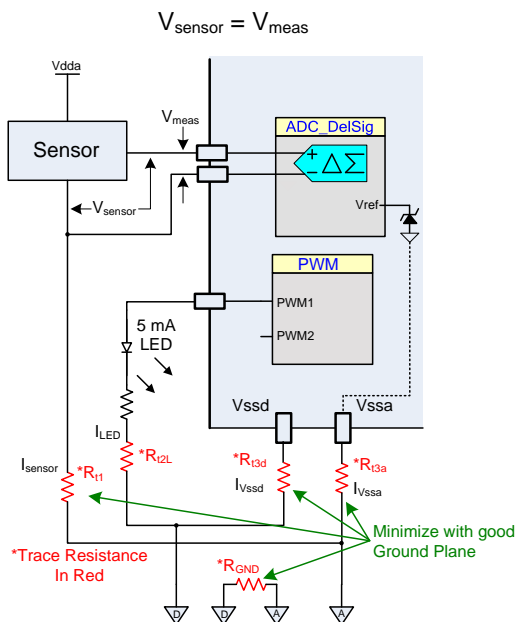 Vsensor = Vmeas
Vdda
Vmeas
ADC_DelSig
Sensor
+
−
ΔΣ
Vsensor
Vref
PWM
PWM1
PWM2
5 mA
LED
Vssd
Vssa
ILED
Isensor
*Rt1
*Rt2L
*Rt3d
*Rt3a
IVssd
IVssa
Minimize with good
Ground Plane
*Trace Resistance
In Red
*RGND
D
D
A
A